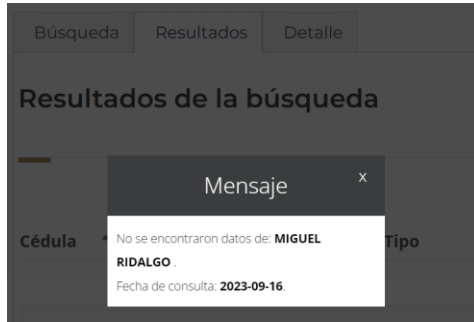 Búsqueda Resultados Detalle
Resultados de la búsqueda
Mensaje x
Cédula
No se encontraron datos de: MIGUEL
Tipo
RIDALGO .
Fecha de consulta: 2023-09-16.